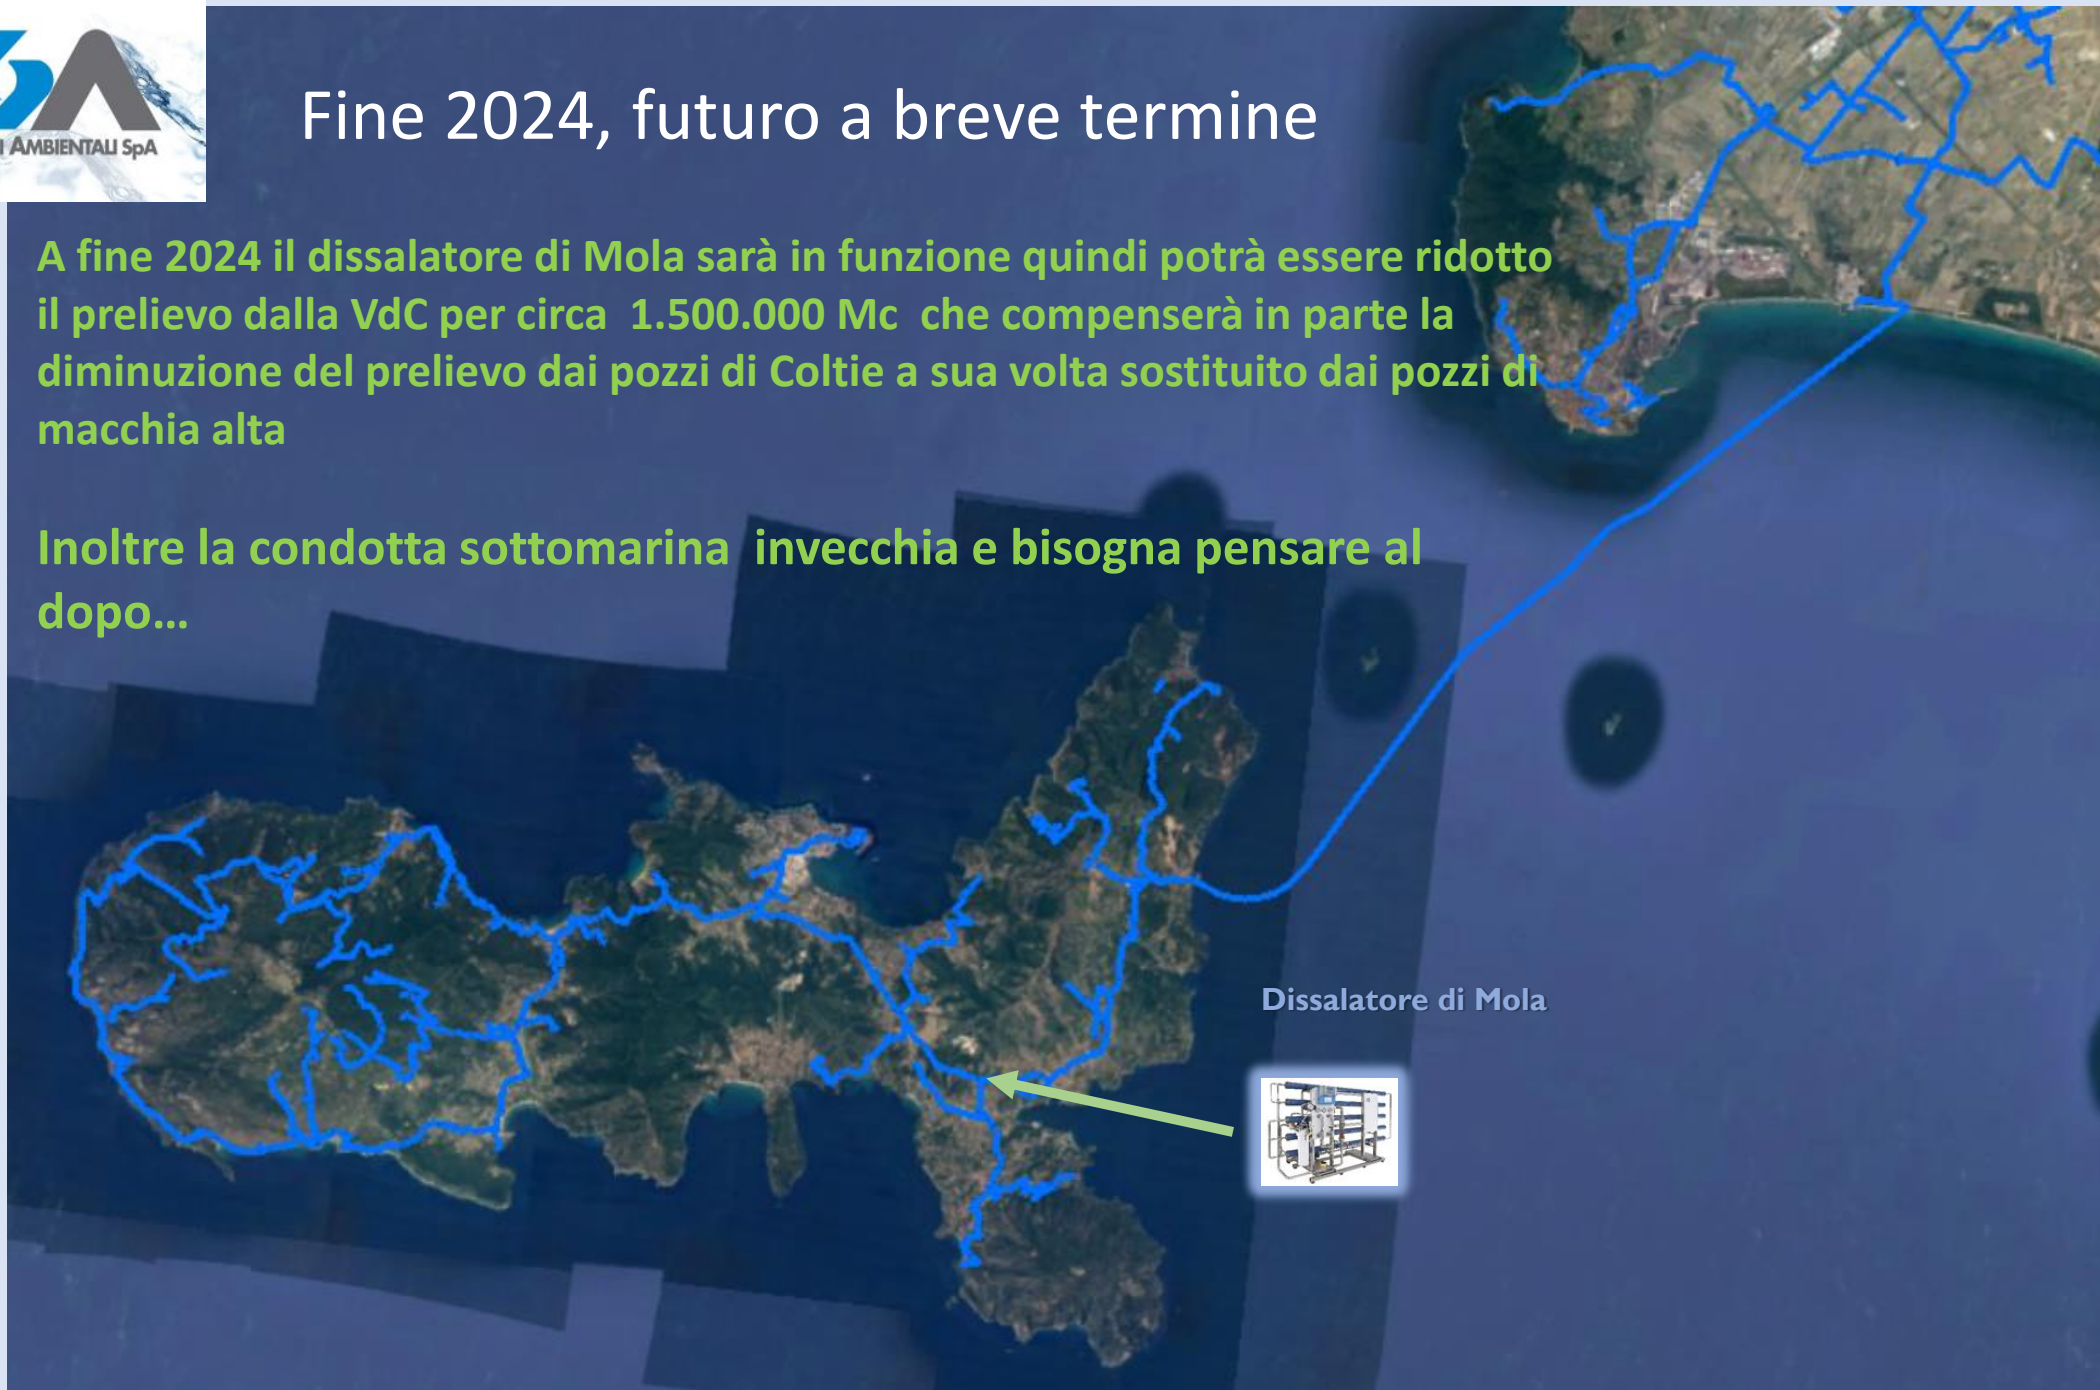 I AMBIENTALI SpA
Fine 2024, futuro a breve termine
A fine 2024 il dissalatore di Mola sarà in funzione quindi potrà essere ridotto
il prelievo dalla VdC per circa 1.500.000 Mc che compenserà in parte la
diminuzione del prelievo dai pozzi di Coltie a sua volta sostituito dai pozzi di
macchia alta
Inoltre la condotta sottomarina invecchia e bisogna pensare al
dopo...
Dissalatore di Mola